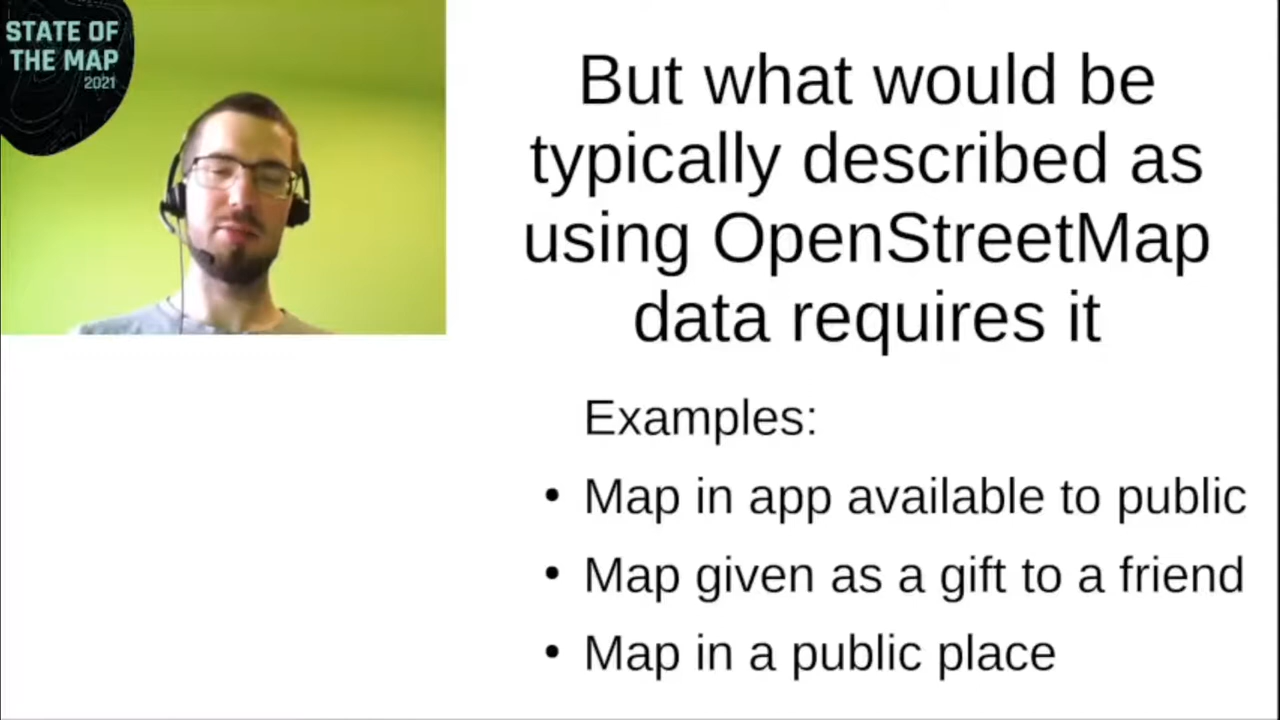 STATE OF
THE MAP
2021
But what would be
typically described as
using OpenStreetMap
data requires it
Examples:
• Map in app available to public
• Map given as a gift to a friend
• Map in a public place